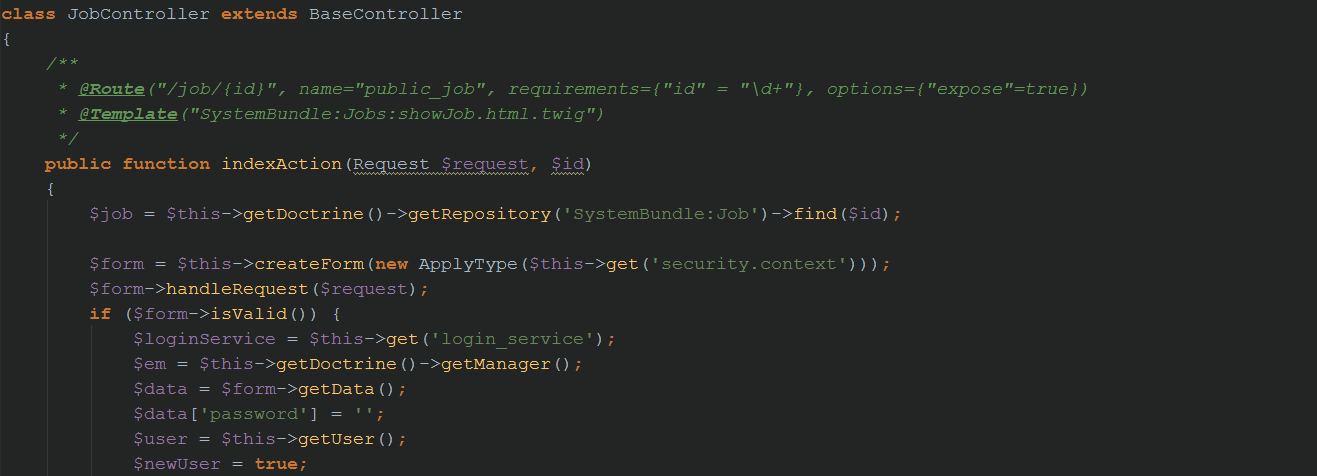 class JobController extends BaseController
{
/**
* @Route("/job/{id}", name="public_job", requirements={"id" = "\d+"}, options={"expose"=true})
* @Template("SystemBundle:Jobs:showJob.html.twig")
*/
public function indexAction(Request $request, $id)
{
$job = $this->getDoctrine()->getRepository('SystemBundle:Job')->find($id);
$form = $this->createForm(new ApplyType($this->get('security.context')));
$form->handleRequest($request);
if ($form->isValid()) {
$loginService = $this->get('login_service');
$em = $this->getDoctrine()->getManager();
$data = $form->getData();
$data['password'] = '';
$user = $this->getUser();
$newUser = true;